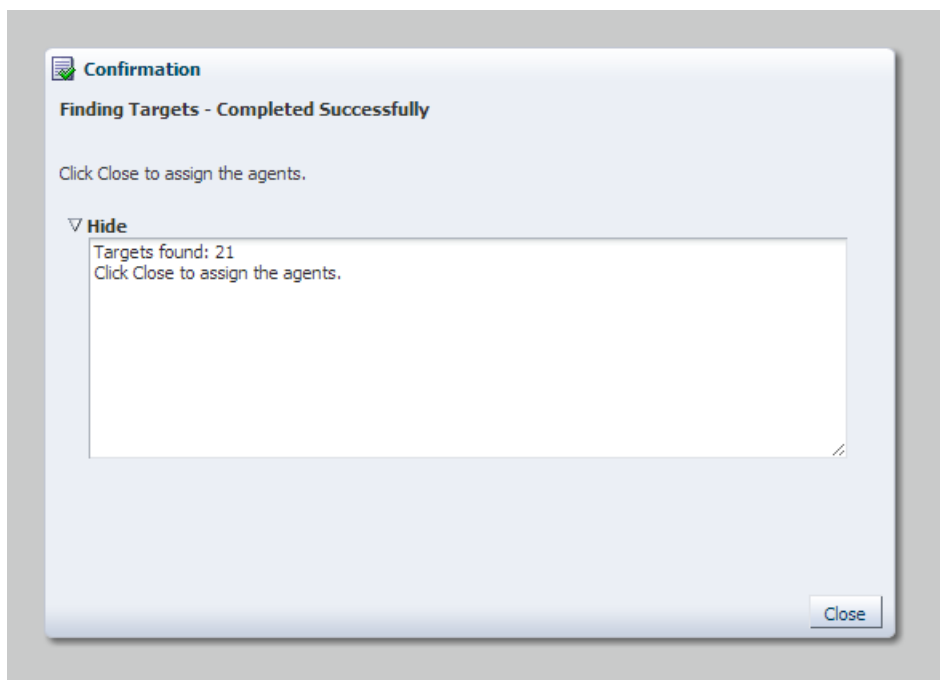 Confirmation
Finding Targets - Completed Successfully
Click Close to assign the agents.
Hide
Targets found: 21
Click Close to assign the agents.
Close